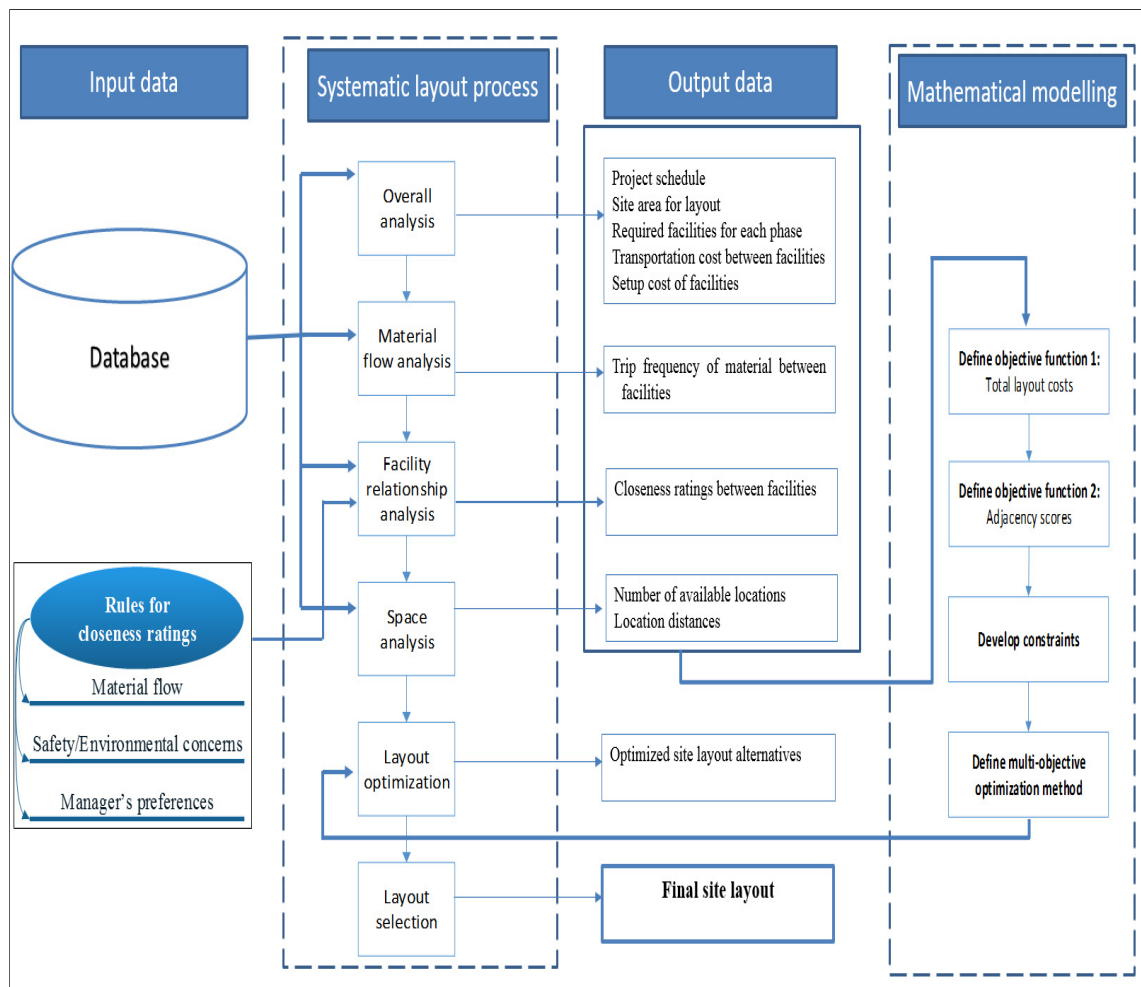 Input data
Systematic layout process
Output data
Mathematical modelling
Database
Rules for
closeness ratings
Material flow
Safety/Environmental concerns
Manager's preferences
Overall
analysis
Material
flow analysis
Facility
relationship
analysis
Space
analysis
Layout
optimization
Layout
selection
Project schedule
Site area for layout
Required facilities for each phase
Transportation cost between facilities
Setup cost of facilities
Trip frequency of material between
facilities
Closeness ratings between facilities
Number of available locations
Location distances
Optimized site layout alternatives
Final site layout
Define objective function 1:
Total layout costs
Define objective function 2:
Adjacency scores
Develop constraints
Define multi-objective
optimization method